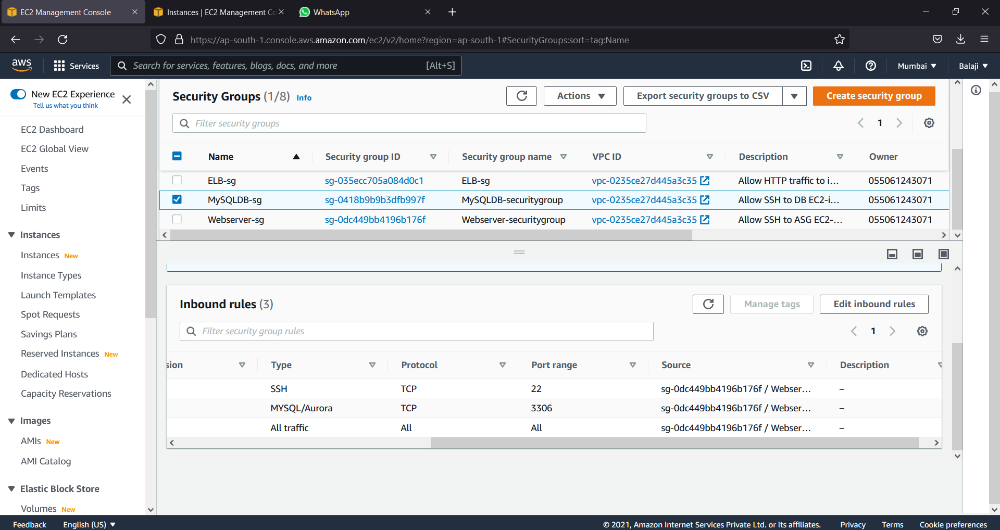 EC2 Management Console
Instances | EC2 Management Co
WhatsApp
https://ap-south-1.console.aws.amazon.com/ec2/v2/home?region=ap-south-1#SecurityGroups:sort=tag:Name
aws
Services
Search for services, features, blogs, docs, and more
[Alt+S]
Mumbai
Balaji
New EC2 Experience
Tell us what you think
EC2 Dashboard
EC2 Global View
Events
Tags
Limits
Instances
Instances New
Instance Types
Launch Templates
Spot Requests
Savings Plans
Reserved Instances New
Dedicated Hosts
Capacity Reservations
Images
AMIs New
AMI Catalog
Elastic Block Store
Volumes New
Security Groups (1/8) Info
Actions
Export security groups to CSV
Create security group
Filter security groups
1
Name Security group ID Security group name VPC ID Description Owner
ELB-sg sg-035ecc705a084d0c1 ELB-sg vpc-0235ce27d445a3c35 Allow HTTP traffic to i... 055061243071
MySQLDB-sg sg-0418b9b9b3dfb997f MySQLDB-securitygroup vpc-0235ce27d445a3c35 Allow SSH to DB EC2-i... 055061243071
Webserver-sg sg-0dc449bb4196b176f Webserver-securitygroup vpc-0235ce27d445a3c35 Allow SSH to ASG EC2-... 055061243071
Inbound rules (3)
Manage tags
Edit inbound rules
Filter security group rules
1
sion Type Protocol Port range Source Description
SSH TCP 22 sg-0dc449bb4196b176f / Webser... –
MYSQL/Aurora TCP 3306 sg-0dc449bb4196b176f / Webser... –
All traffic All All sg-0dc449bb4196b176f / Webser... –
Feedback
English (US)
© 2021, Amazon Internet Services Private Ltd. or its affiliates.
Privacy
Terms
Cookie preferences